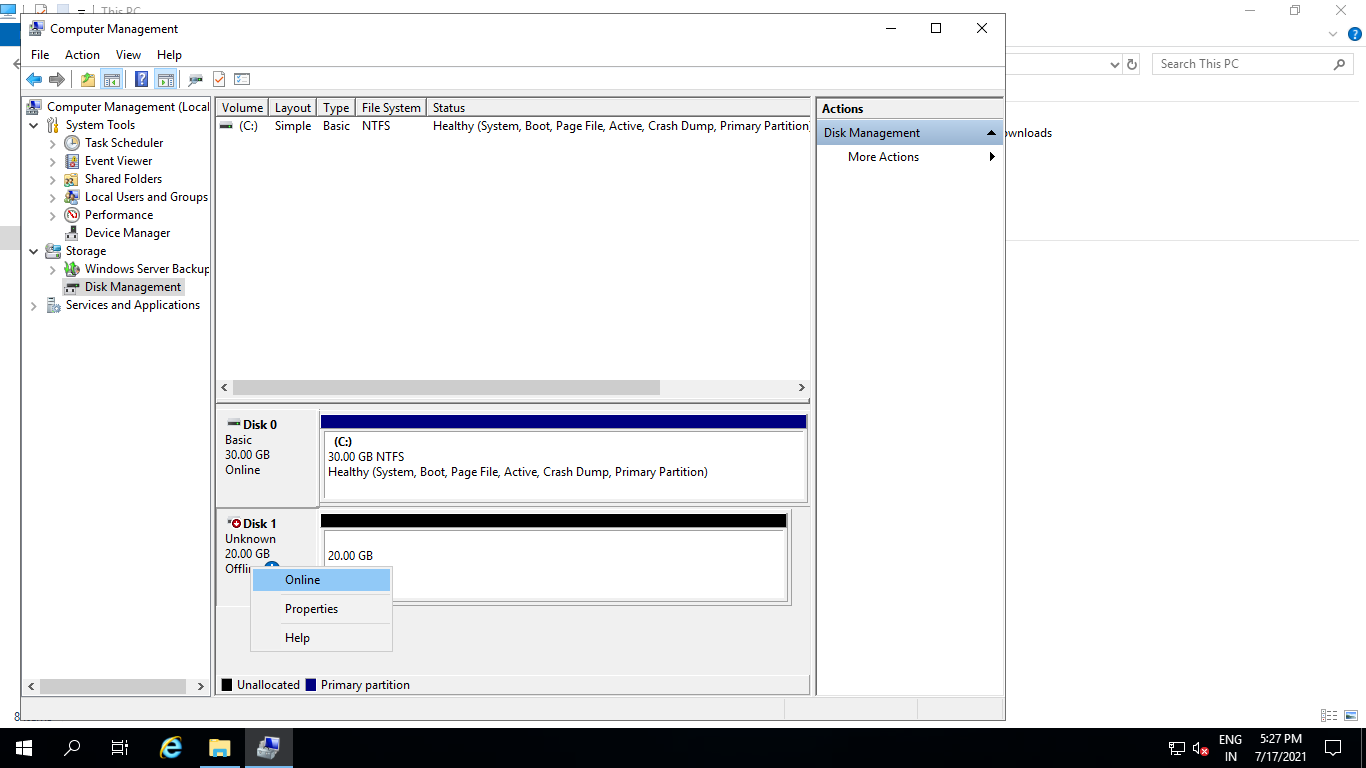 This PC
Computer Management
File Action View Help
Search This PC
Computer Management (Local
System Tools
Task Scheduler
Event Viewer
Shared Folders
Local Users and Groups
Performance
Device Manager
Storage
Windows Server Backup
Disk Management
Services and Applications
Volume Layout Type File System Status
(C:) Simple Basic NTFS Healthy (System, Boot, Page File, Active, Crash Dump, Primary Partition)
Actions
Disk Management
More Actions
ownloads
Disk 0
Basic
30.00 GB
Online
(C:)
30.00 GB NTFS
Healthy (System, Boot, Page File, Active, Crash Dump, Primary Partition)
Disk 1
Unknown
20.00 GB
Offlin
20.00 GB
Online
Properties
Help
Unallocated Primary partition
ENG
IN
5:27 PM
7/17/2021